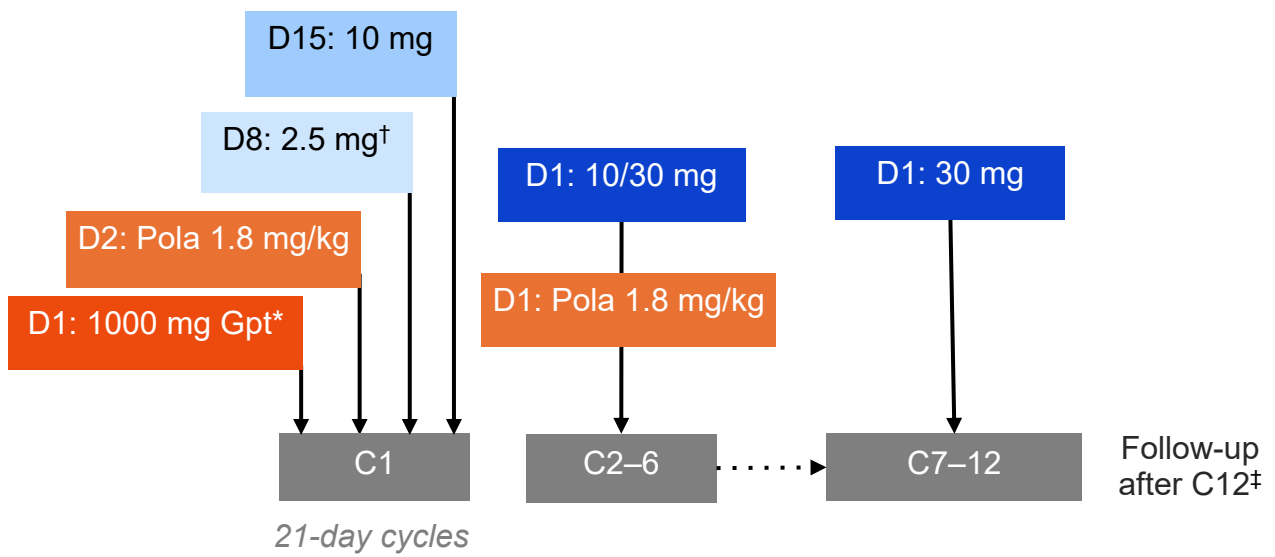 D15: 10 mg
D8: 2.5 mg†
D2: Pola 1.8 mg/kg
D1: 1000 mg Gpt*
D1: 10/30 mg
D1: Pola 1.8 mg/kg
D1: 30 mg
C1
C2–6
C7–12
Follow-up
after C12‡
21-day cycles